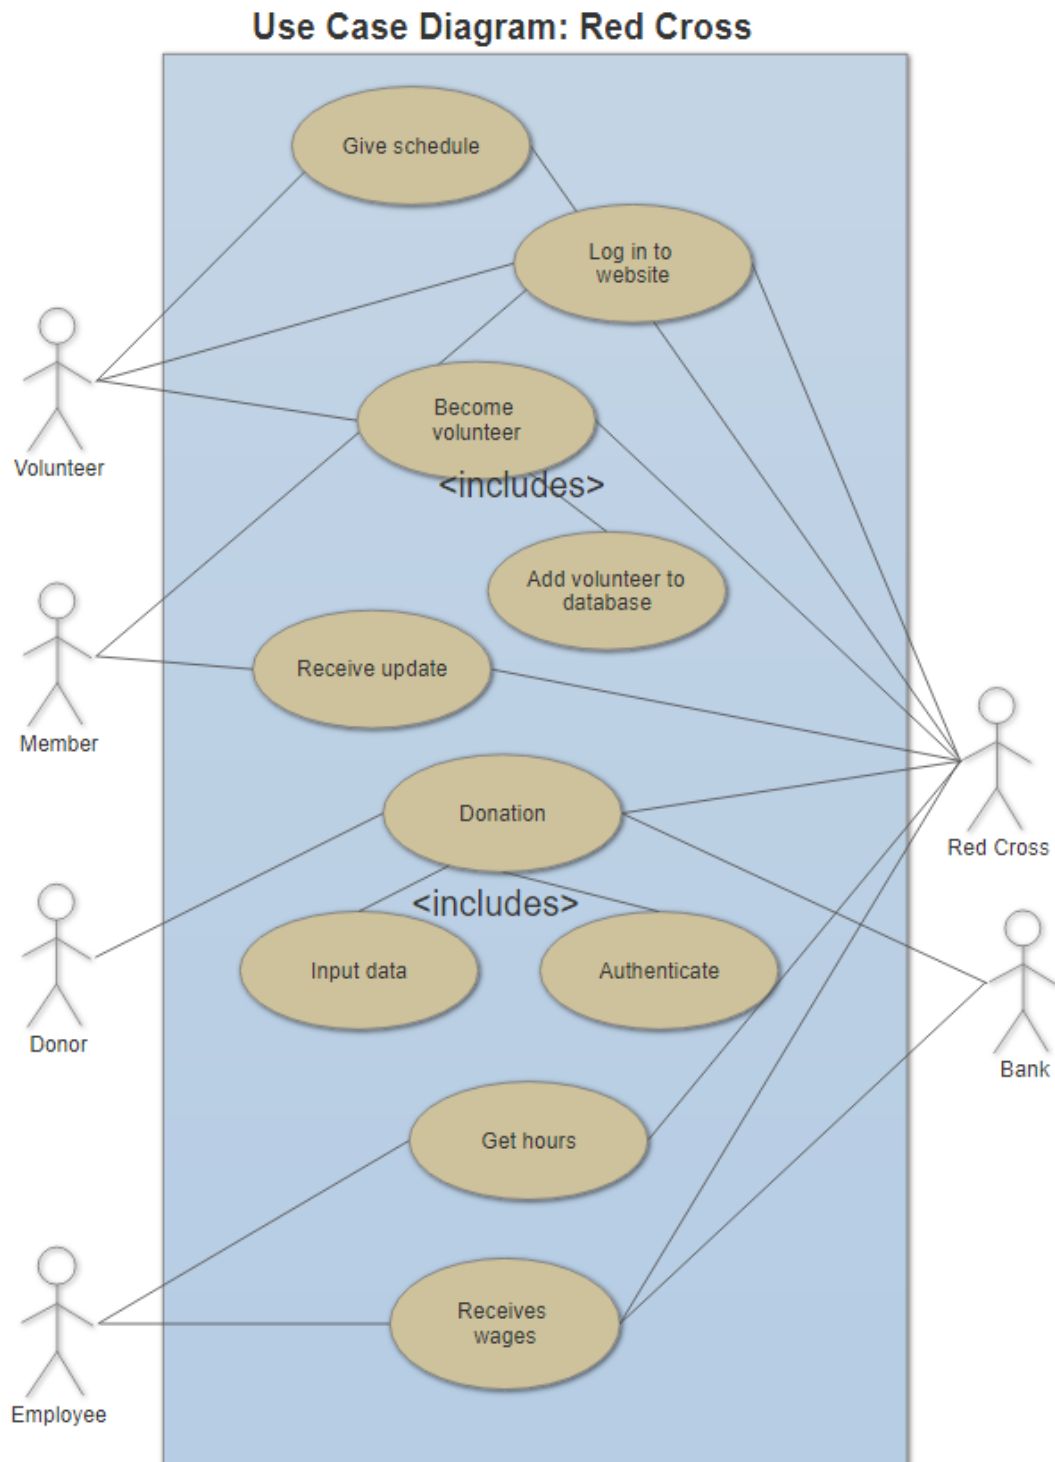 Use Case Diagram: Red Cross
Give schedule
Log in to
website
Become
volunteer
Volunteer
<includes>
Add volunteer to
database
Receive update
Member
Donation
Red Cross
<includes>
Input data
Authenticate
Donor
Bank
Get hours
Receives
wages
Employee